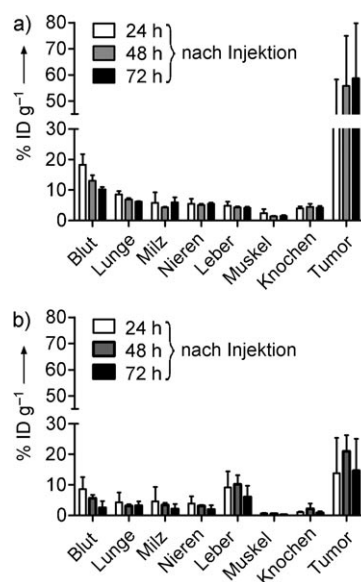 a)
80
70
60
50
30
20
10
0
% ID g⁻¹ ⟶
24 h
48 h
72 h
nach Injektion
Blut
Lunge
Milz
Nieren
Leber
Muskel
Knochen
Tumor
b)
80
70
60
50
30
20
10
0
% ID g⁻¹ ⟶
24 h
48 h
72 h
nach Injektion
Blut
Lunge
Milz
Nieren
Leber
Muskel
Knochen
Tumor